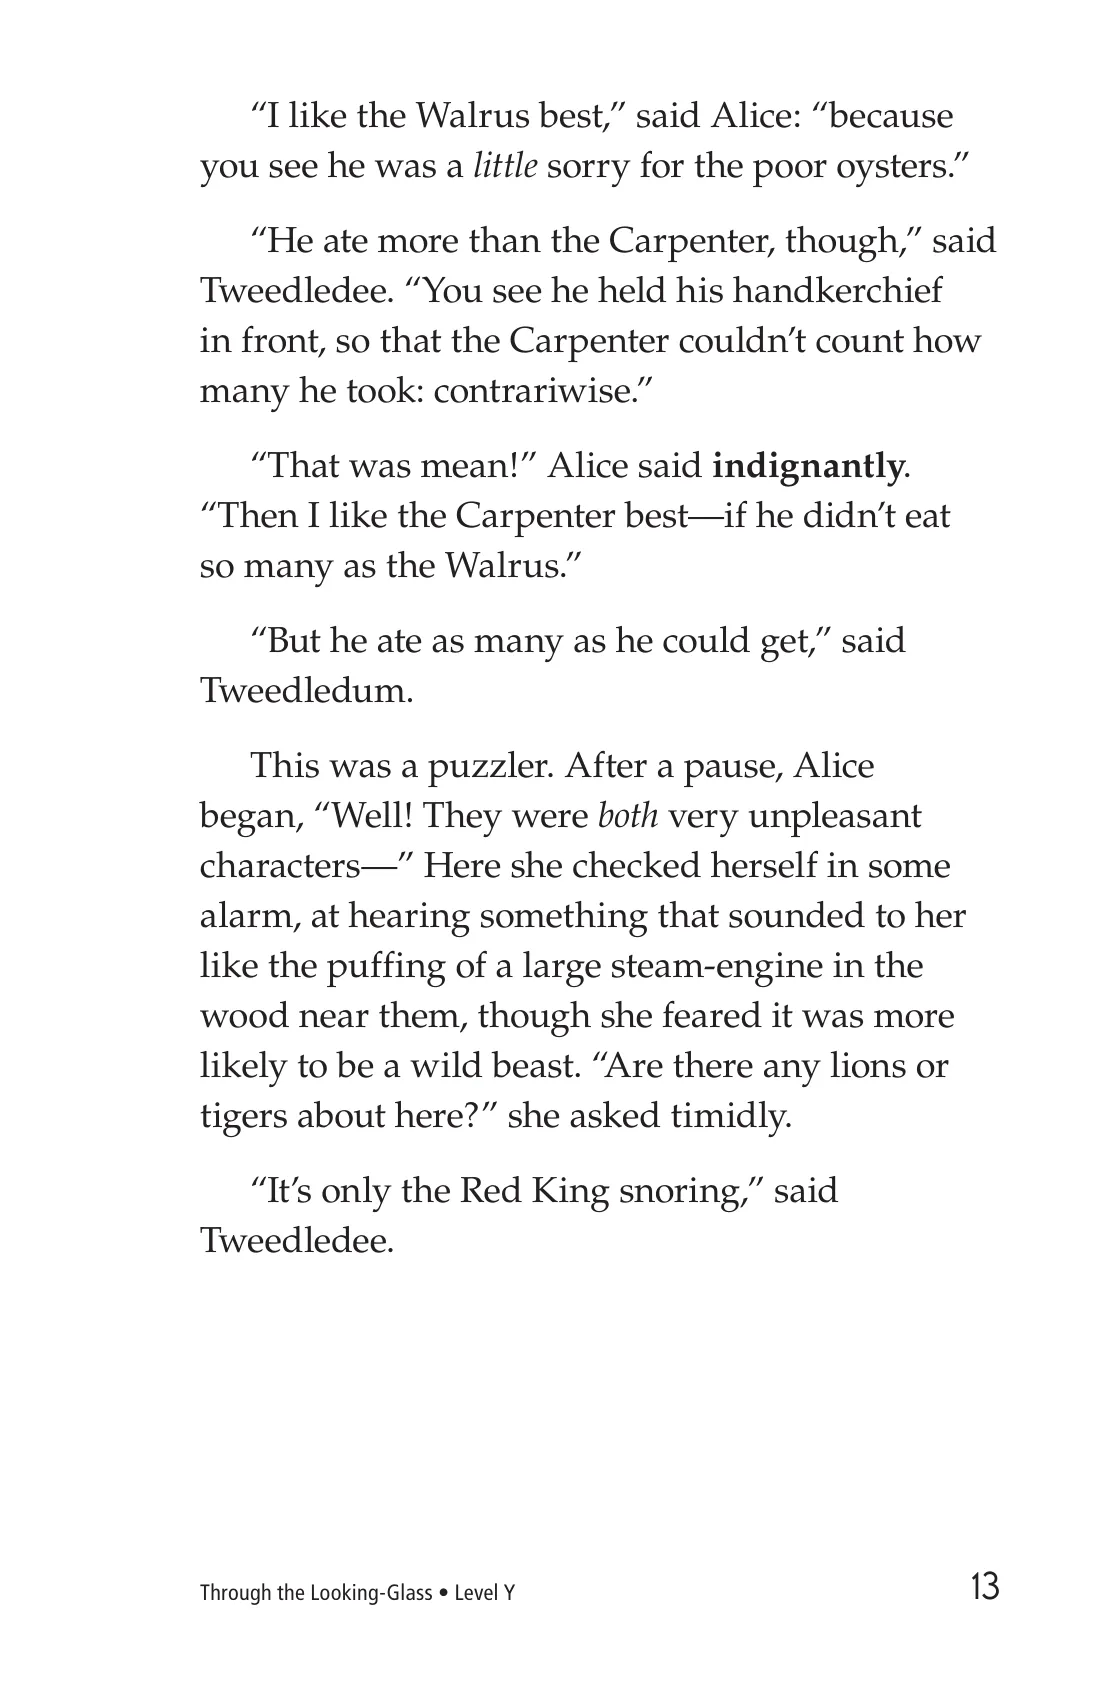 “I like the Walrus best,” said Alice: “because
you see he was a little sorry for the poor oysters.”
“He ate more than the Carpenter, though,” said
Tweedledee. “You see he held his handkerchief
in front, so that the Carpenter couldn’t count how
many he took: contrariwise.”
“That was mean!” Alice said indignantly.
“Then I like the Carpenter best—if he didn’t eat
so many as the Walrus.”
“But he ate as many as he could get,” said
Tweedledum.
This was a puzzler. After a pause, Alice
began, “Well! They were both very unpleasant
characters—” Here she checked herself in some
alarm, at hearing something that sounded to her
like the puffing of a large steam-engine in the
wood near them, though she feared it was more
likely to be a wild beast. “Are there any lions or
tigers about here?” she asked timidly.
“It’s only the Red King snoring,” said
Tweedledee.
Through the Looking-Glass • Level Y
13